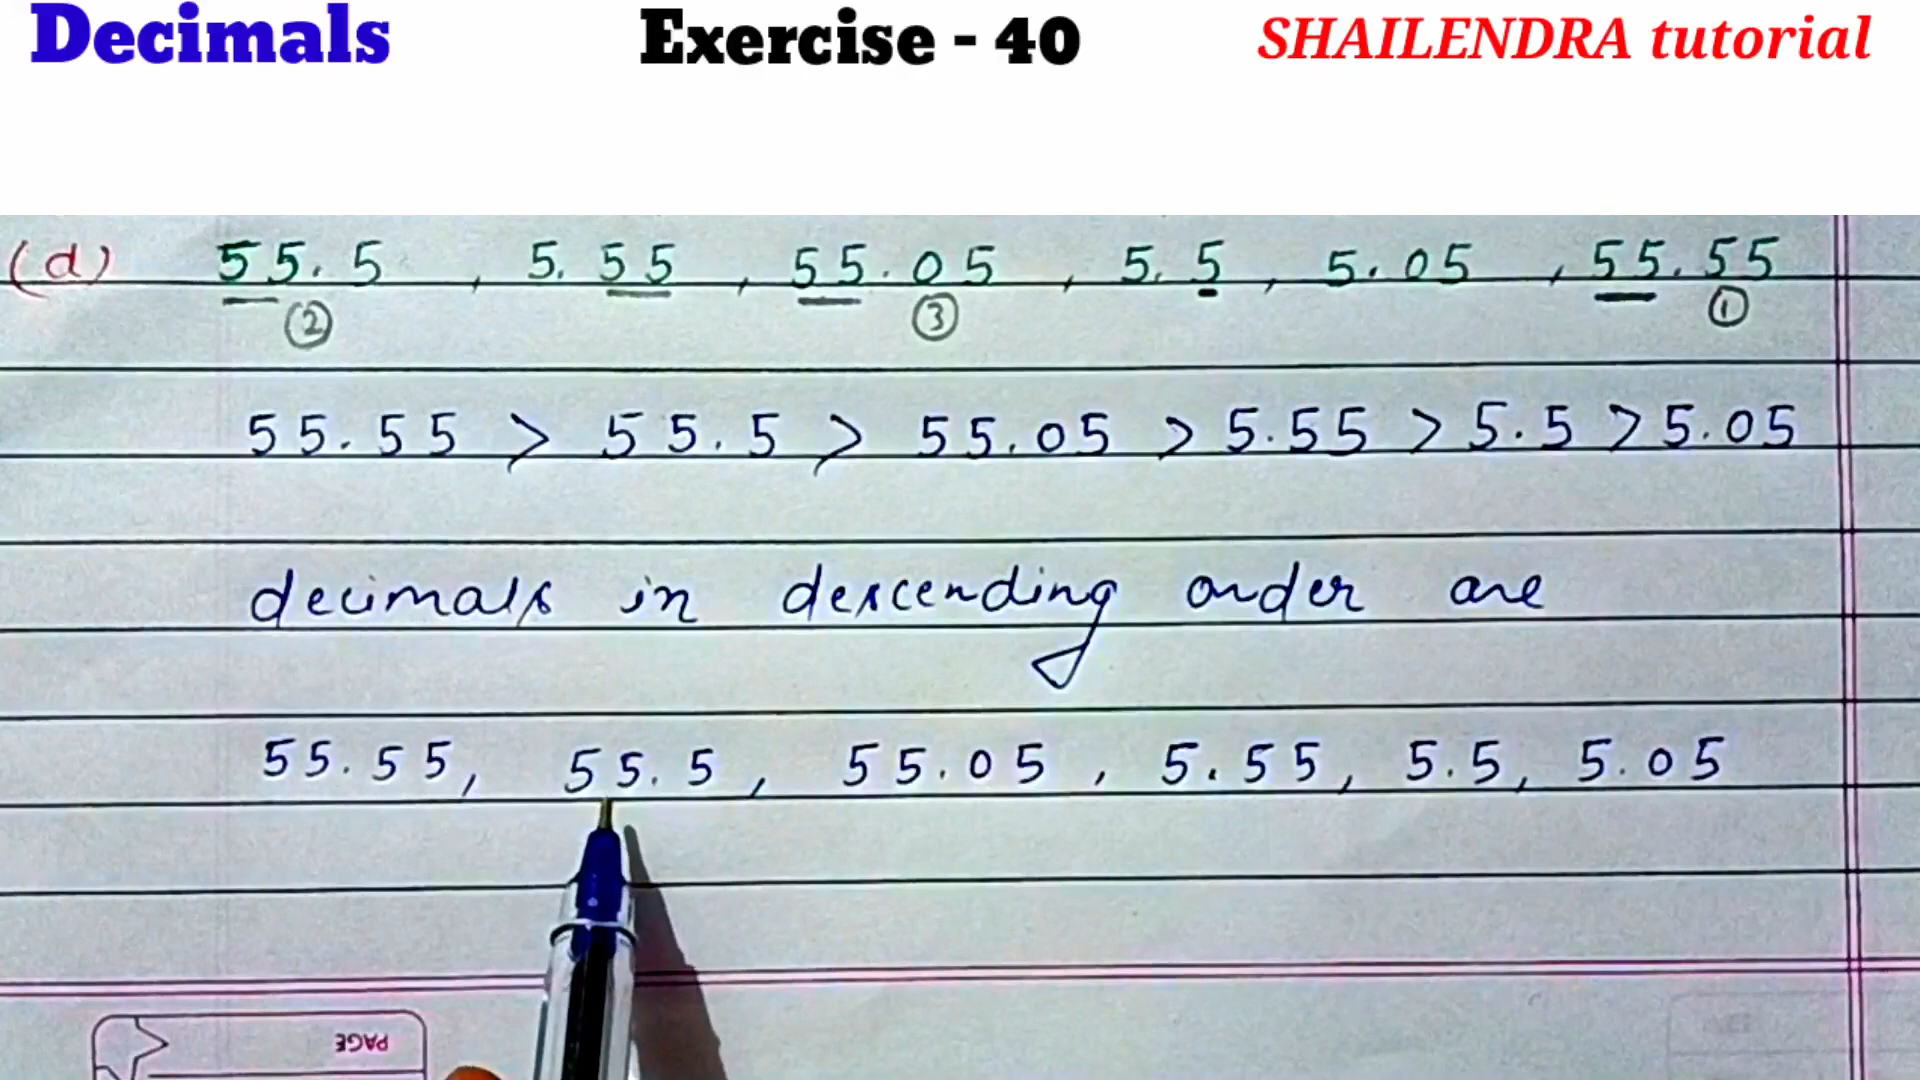 Decimals Exercise - 40 SHAILENDRA tutorial
(d) 55.5 , 5.55 , 55.05 , 5.5 , 5.05 , 55.55
② ③ ①
55.55 > 55.5 > 55.05 > 5.55 > 5.5 > 5.05
decimals in descending order are
55.55, 55.5, 55.05, 5.55, 5.5, 5.05
PAGE